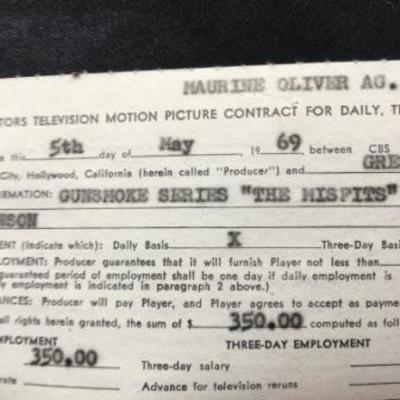 MAURINE OLIVER AG.
TORS TELEVISION MOTION PICTURE CONTRACT FOR DAILY, T
e this 5th day of May 19 69, between CBS
City, Hollywood, California (herein called "Producer") and GRE
RMATION: GUNSMOKE SERIES "THE MISFITS"
NSON
ENT (Indicate which): Daily Basis X Three-Day Basi
LOYMENT: Producer guarantees that it will furnish Player not less than
guaranteed period of employment shall be one day if daily employment is
y employment is indicated in paragraph 2 above.)
ANCES: Producer will pay Player, and Player agrees to accept as payme
all rights herein granted, the sum of $ 350.00 computed as foll
MPLOYMENT THREE-DAY EMPLOYMENT
350.00 Three-day salary
rate Advance for television reruns